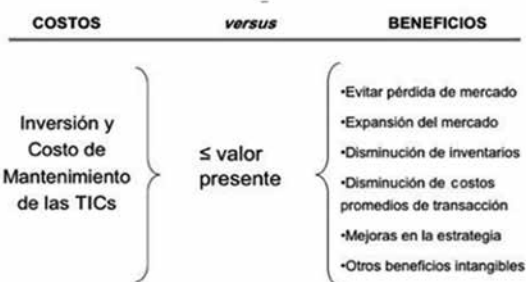 COSTOS versus BENEFICIOS
Inversión y
Costo de
Mantenimiento
de las TICs
≤ valor
presente
•Evitar pérdida de mercado
•Expansión del mercado
•Disminución de inventarios
•Disminución de costos
promedios de transacción
•Mejoras en la estrategia
•Otros beneficios intangibles